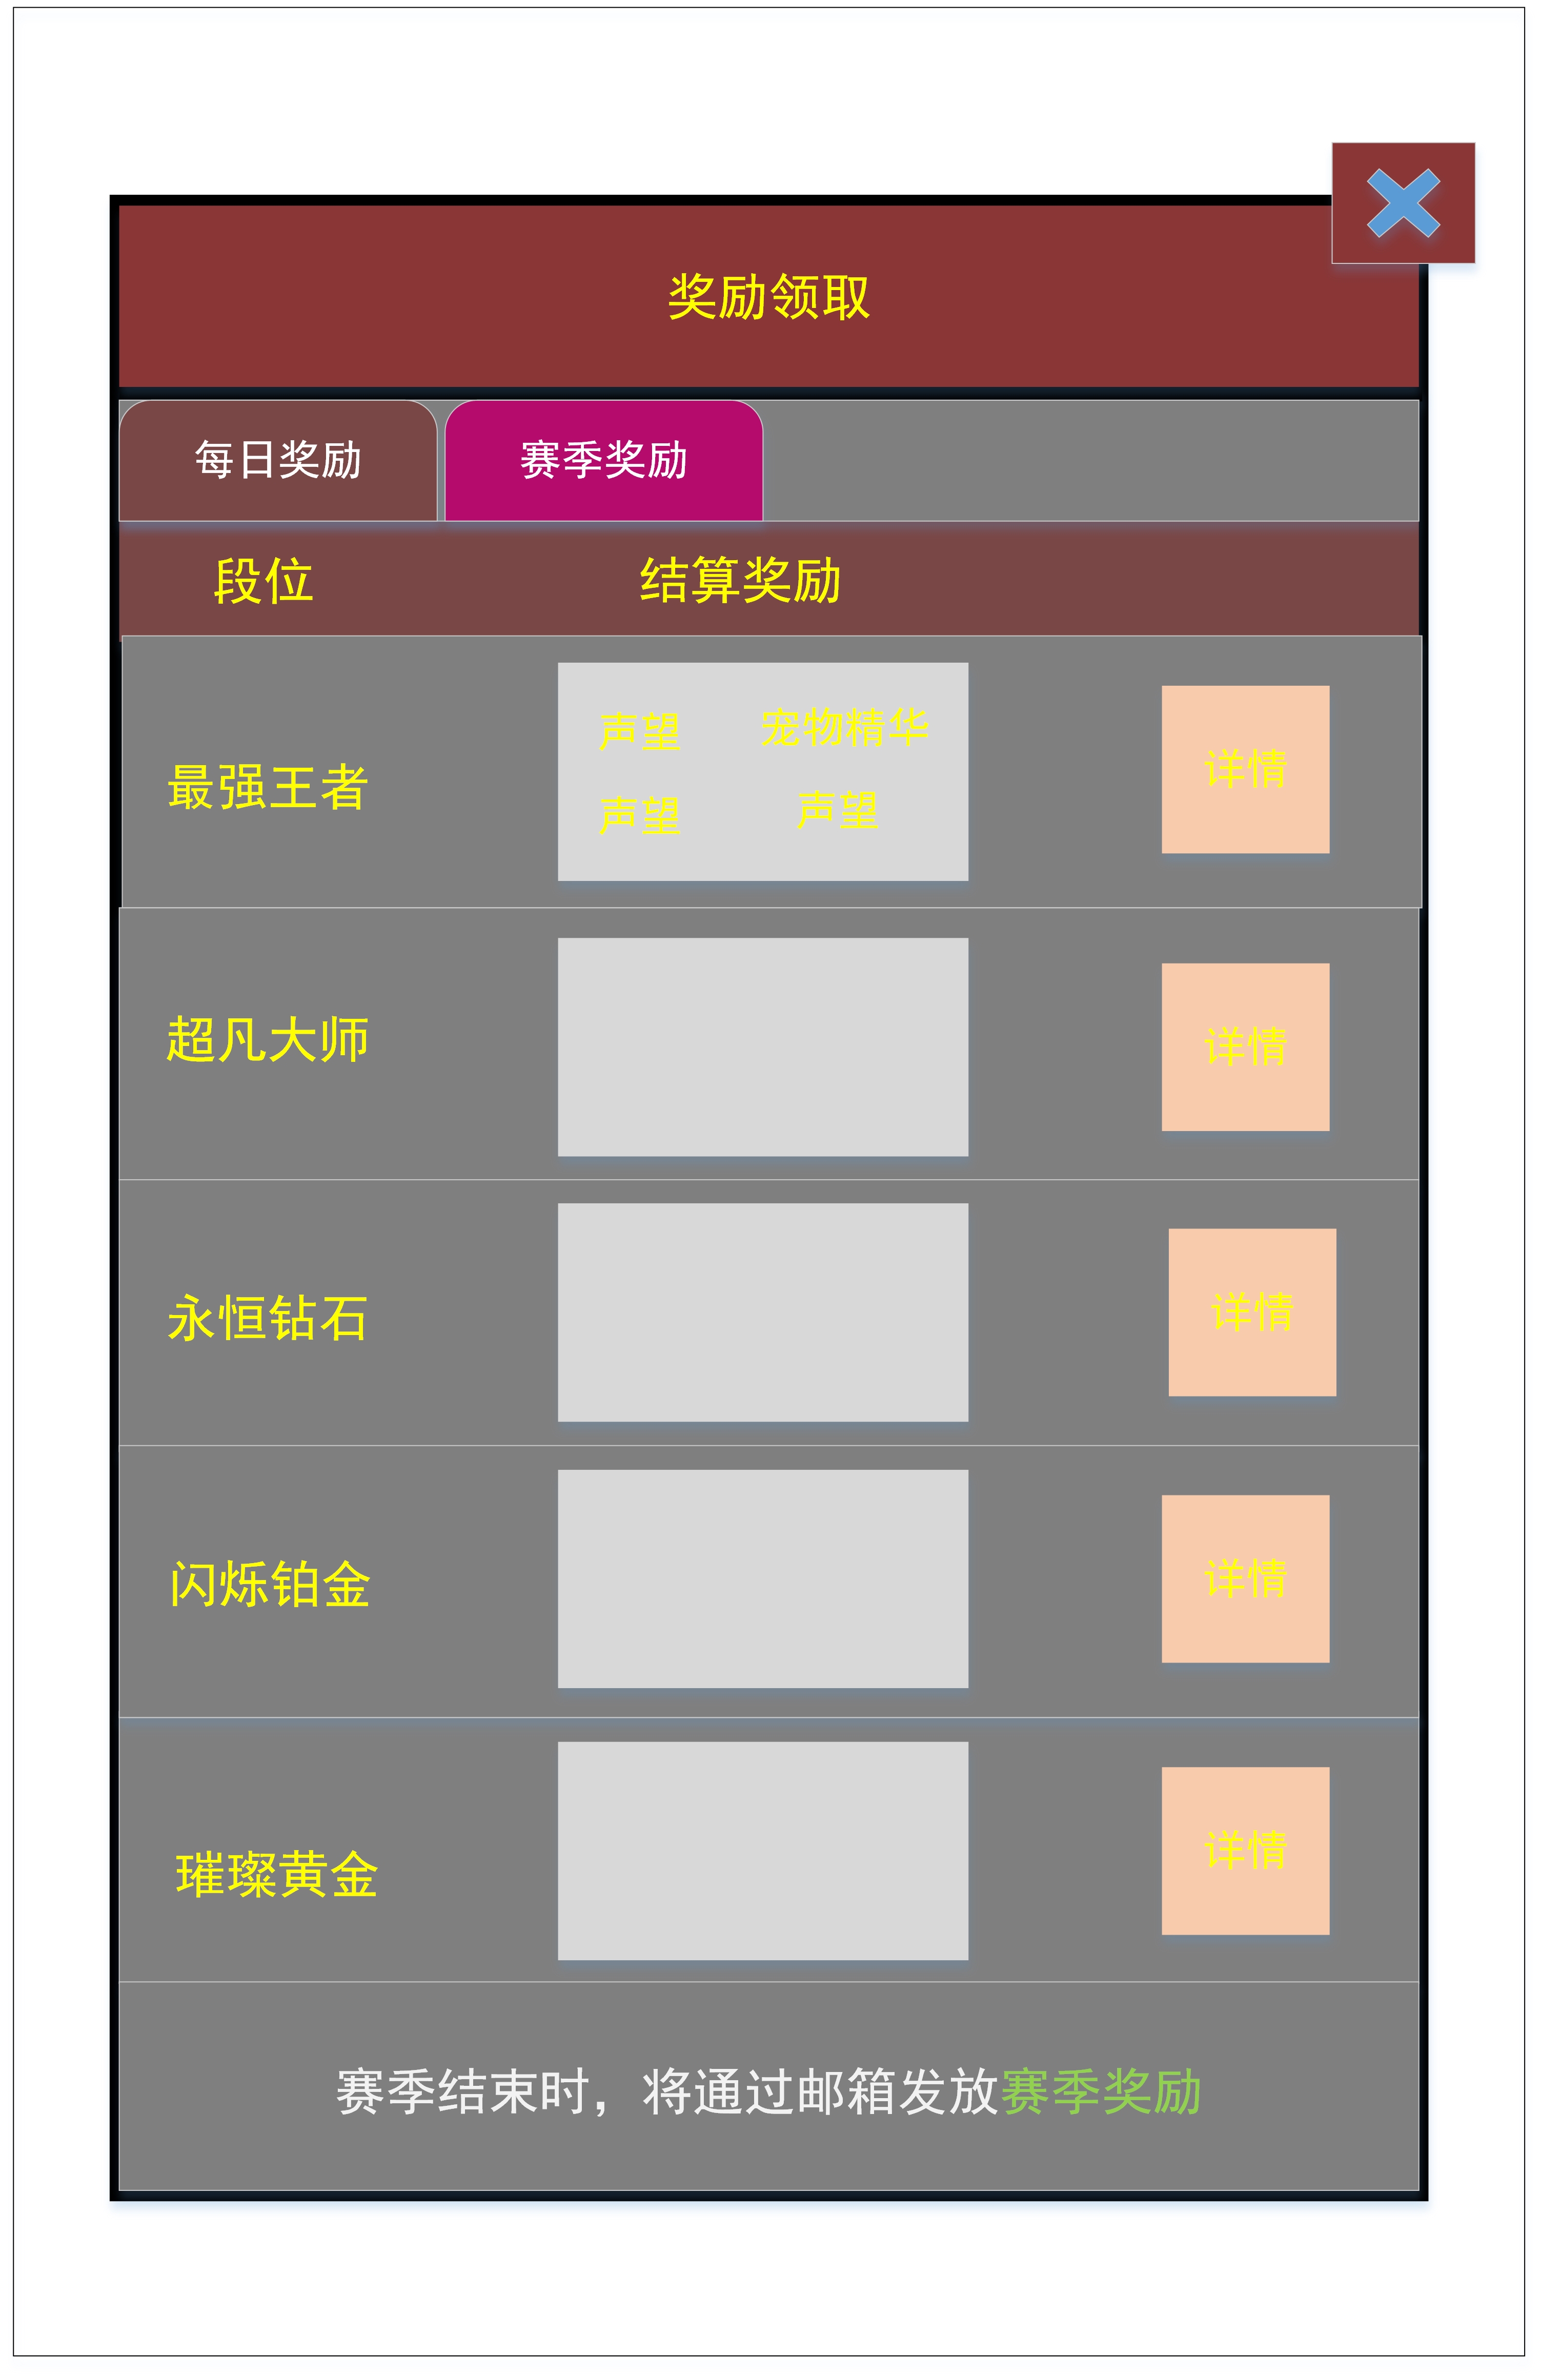 奖励领取
每日奖励 赛季奖励
段位 结算奖励
声望 宠物精华
最强王者 详情
声望 声望
超凡大师 详情
永恒钻石 详情
闪烁铂金 详情
璀璨黄金 详情
赛季结束时，将通过邮箱发放赛季奖励